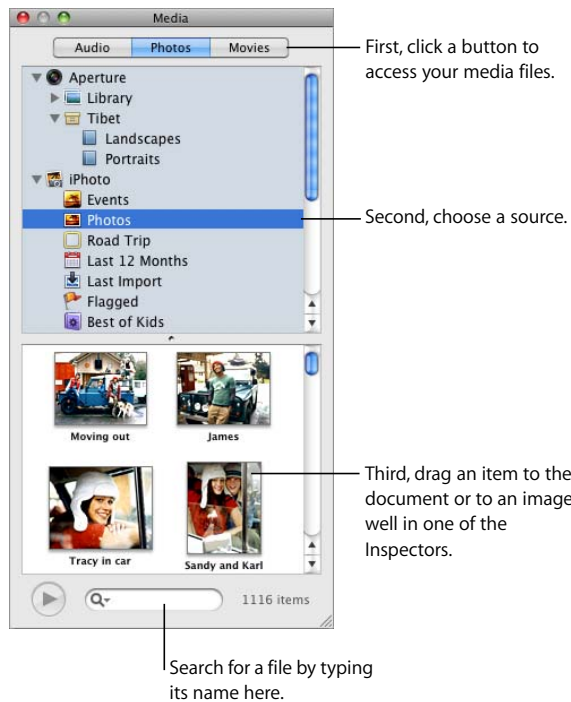 Media
Audio Photos Movies
First, click a button to
access your media files.
Aperture
Library
Tibet
Landscapes
Portraits
iPhoto
Events
Photos
Second, choose a source.
Road Trip
Last 12 Months
Last Import
Flagged
Best of Kids
Moving out
James
Third, drag an item to the
document or to an image
well in one of the
Inspectors.
Tracy in car
Sandy and Karl
1116 items
Search for a file by typing
its name here.